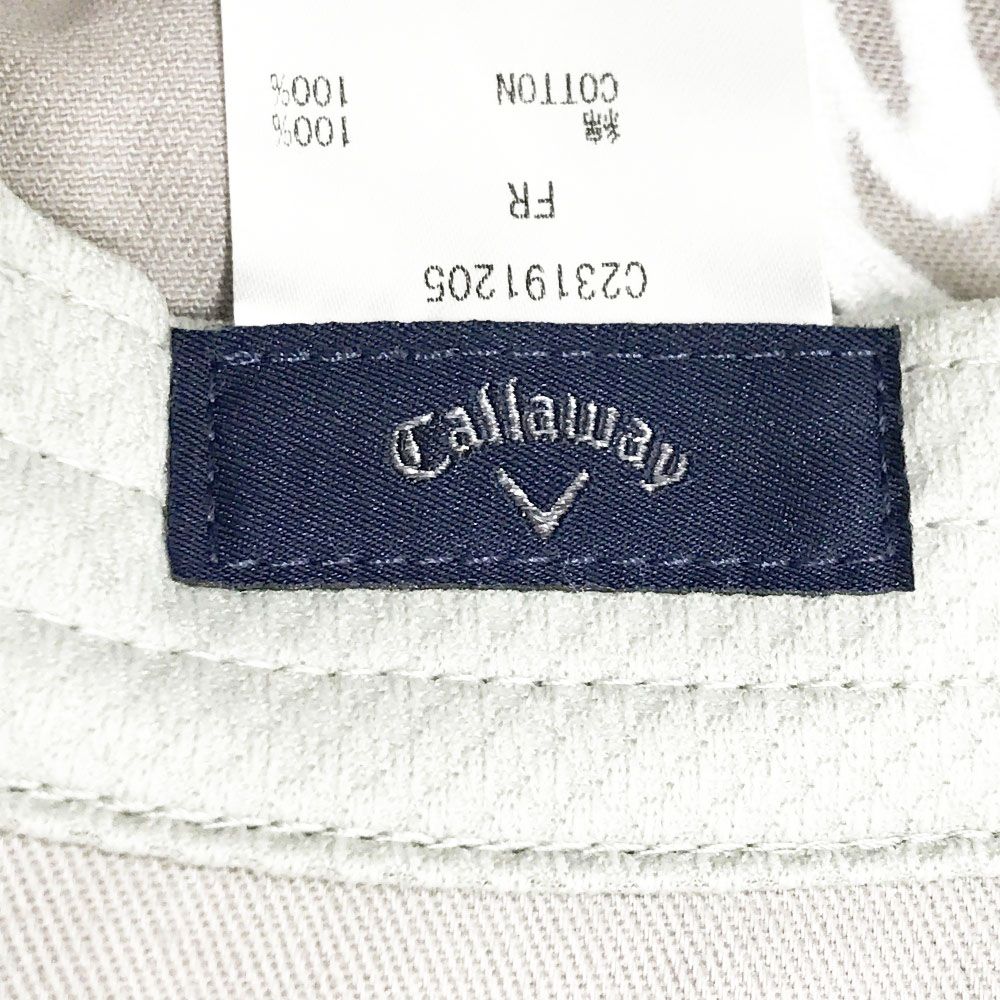 C23191205
FR
綿 100%
COTTON 100%
Callaway